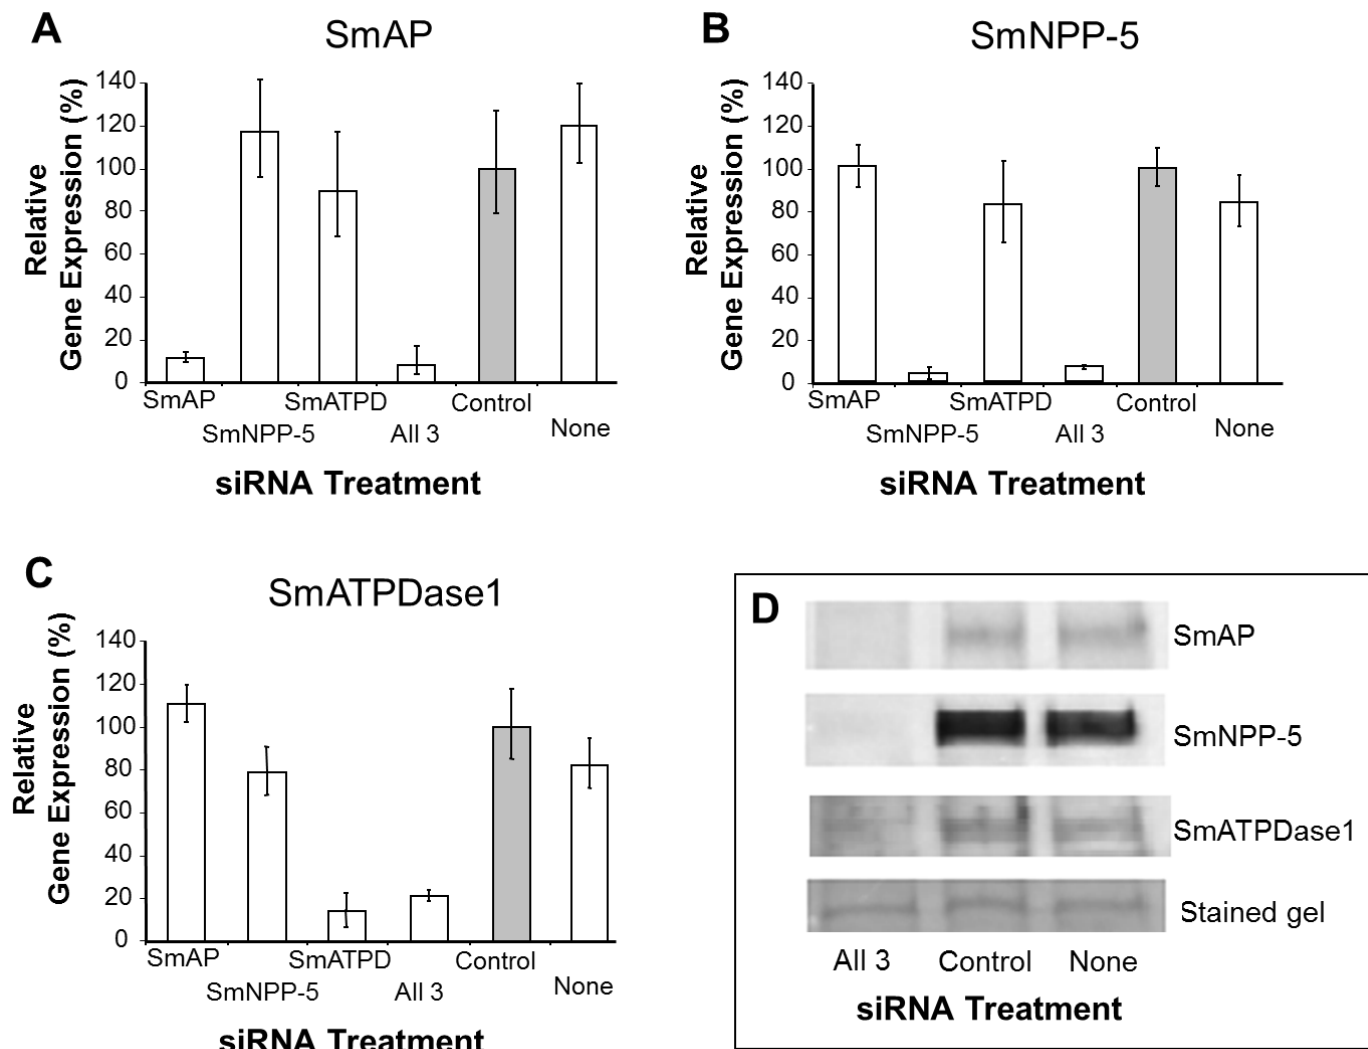 A
SmAP
Relative
Gene Expression (%)
140
120
100
80
60
40
20
0
SmAP
SmNPP-5
SmATPD
All 3
Control
None
siRNA Treatment
B
SmNPP-5
Relative
Gene Expression (%)
140
120
100
80
60
40
20
0
SmAP
SmNPP-5
SmATPD
All 3
Control
None
siRNA Treatment
C
SmATPDase1
Relative
Gene Expression (%)
140
120
100
80
60
40
20
0
SmAP
SmNPP-5
SmATPD
All 3
Control
None
siRNA Treatment
D
SmAP
SmNPP-5
SmATPDase1
Stained gel
All 3
Control
None
siRNA Treatment